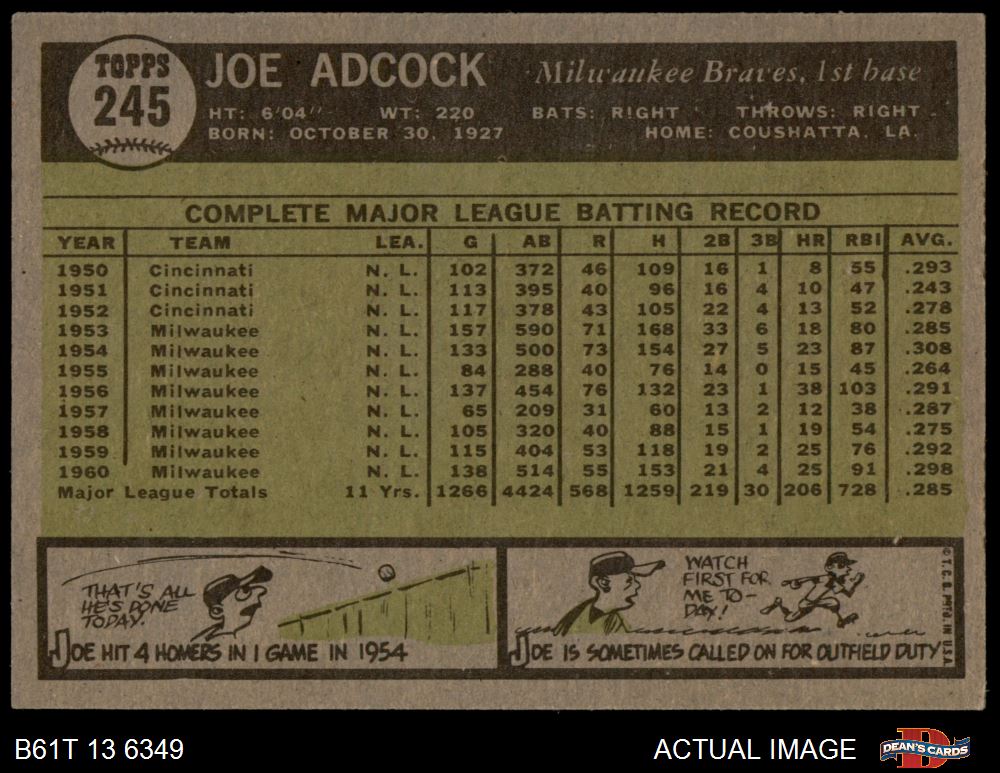 TOPPS
245
JOE ADCOCK
Milwaukee Braves, 1st base
HT: 6'04" WT: 220 BATS: RIGHT THROWS: RIGHT
BORN: OCTOBER 30, 1927 HOME: COUSHATTA, LA.
COMPLETE MAJOR LEAGUE BATTING RECORD
YEAR TEAM LEA. G AB R H 2B 3B HR RBI AVG.
1950 Cincinnati N. L. 102 372 46 109 16 1 8 55 .293
1951 Cincinnati N. L. 113 395 40 96 16 4 10 47 .243
1952 Cincinnati N. L. 117 378 43 105 22 4 13 52 .278
1953 Milwaukee N. L. 157 590 71 168 33 6 18 80 .285
1954 Milwaukee N. L. 133 500 73 154 27 5 23 87 .308
1955 Milwaukee N. L. 84 288 40 76 14 0 15 45 .264
1956 Milwaukee N. L. 137 454 76 132 23 1 38 103 .291
1957 Milwaukee N. L. 65 209 31 60 13 2 12 38 .287
1958 Milwaukee N. L. 105 320 40 88 15 1 19 54 .275
1959 Milwaukee N. L. 115 404 53 118 19 2 25 76 .292
1960 Milwaukee N. L. 138 514 55 153 21 4 25 91 .298
Major League Totals 11 Yrs. 1266 4424 568 1259 219 30 206 728 .285
THAT'S ALL
HE'S DONE
TODAY.
JOE HIT 4 HOMERS IN 1 GAME IN 1954
WATCH
FIRST FOR
ME TO-
DAY!
JOE IS SOMETIMES CALLED ON FOR OUTFIELD DUTY
© T.C.G. PRTD. IN U.S.A.
B61T 13 6349
ACTUAL IMAGE
DEAN'S CARDS